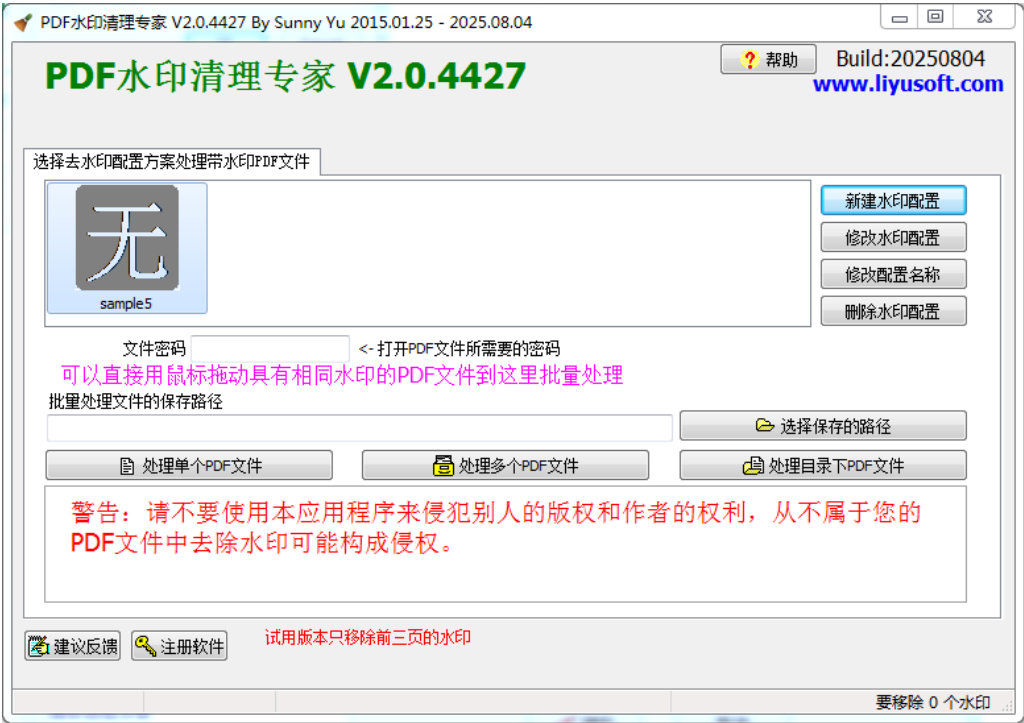 PDF水印清理专家 V2.0.4427 By Sunny Yu 2015.01.25 - 2025.08.04
PDF水印清理专家 V2.0.4427
帮助
Build:20250804
www.liyusoft.com
选择去水印配置方案处理带水印PDF文件
无
sample5
新建水印配置
修改水印配置
修改配置名称
删除水印配置
文件密码
<- 打开PDF文件所需要的密码
可以直接用鼠标拖动具有相同水印的PDF文件到这里批量处理
批量处理文件的保存路径
选择保存的路径
处理单个PDF文件
处理多个PDF文件
处理目录下PDF文件
警告：请不要使用本应用程序来侵犯别人的版权和作者的权利，从不属于您的
PDF文件中去除水印可能构成侵权。
建议反馈
注册软件
试用版本只移除前三页的水印
要移除 0 个水印